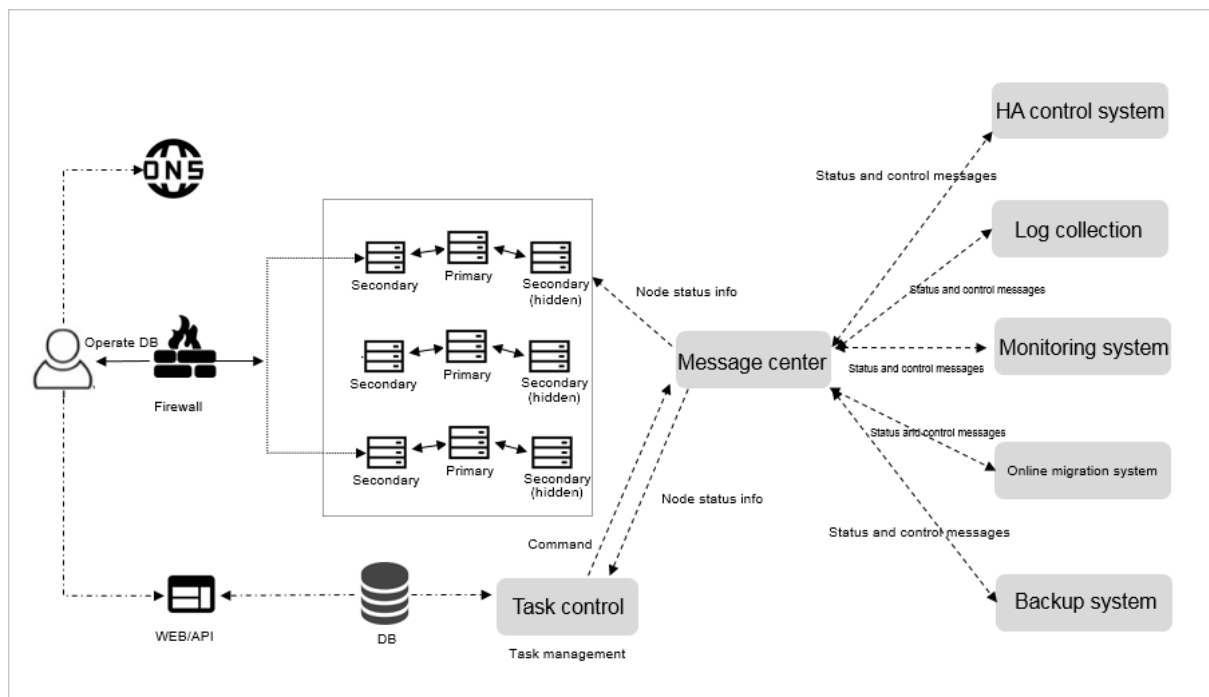 HA control system
DNS
Status and control messages
Log collection
Secondary
Primary
Secondary
(hidden)
Node status info
Status and control messages
Operate DB
Firewall
Secondary
Primary
Secondary
(hidden)
Message center
Monitoring system
Status and control messages
Status and control messages
Online migration system
Secondary
Primary
Secondary
(hidden)
Node status info
Command
Status and control messages
WEB/API
DB
Task control
Task management
Backup system